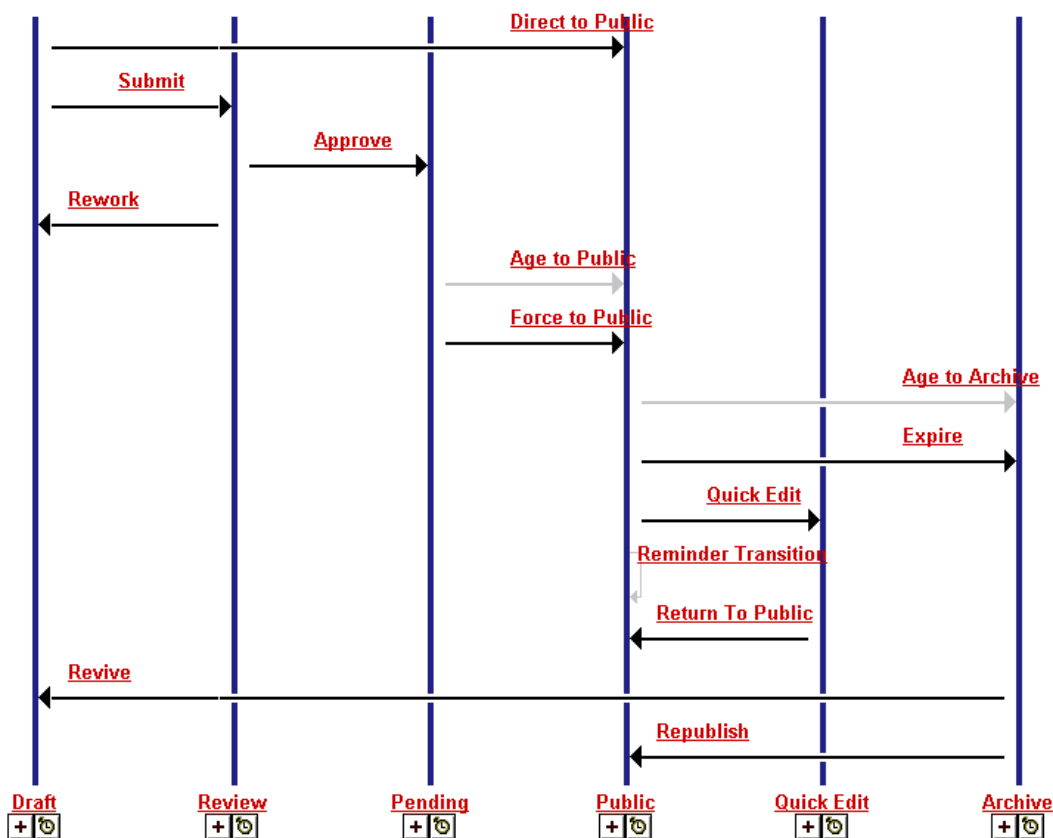 Direct to Public
Submit
Approve
Rework
Age to Public
Force to Public
Age to Archive
Expire
Quick Edit
Reminder Transition
Return To Public
Revive
Republish
Draft Review Pending Public Quick Edit Archive